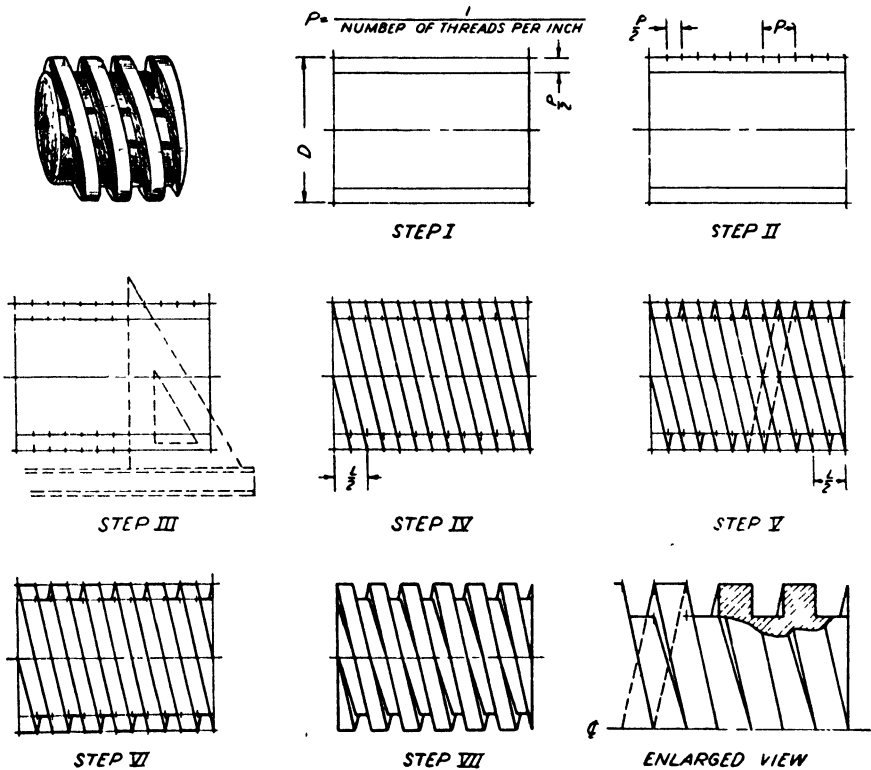 P= 1
NUMBER OF THREADS PER INCH
P/2
P
D
P/2
STEP I
STEP II
L/2
L/2
STEP III
STEP IV
STEP V
℄
STEP VI
STEP VII
ENLARGED VIEW